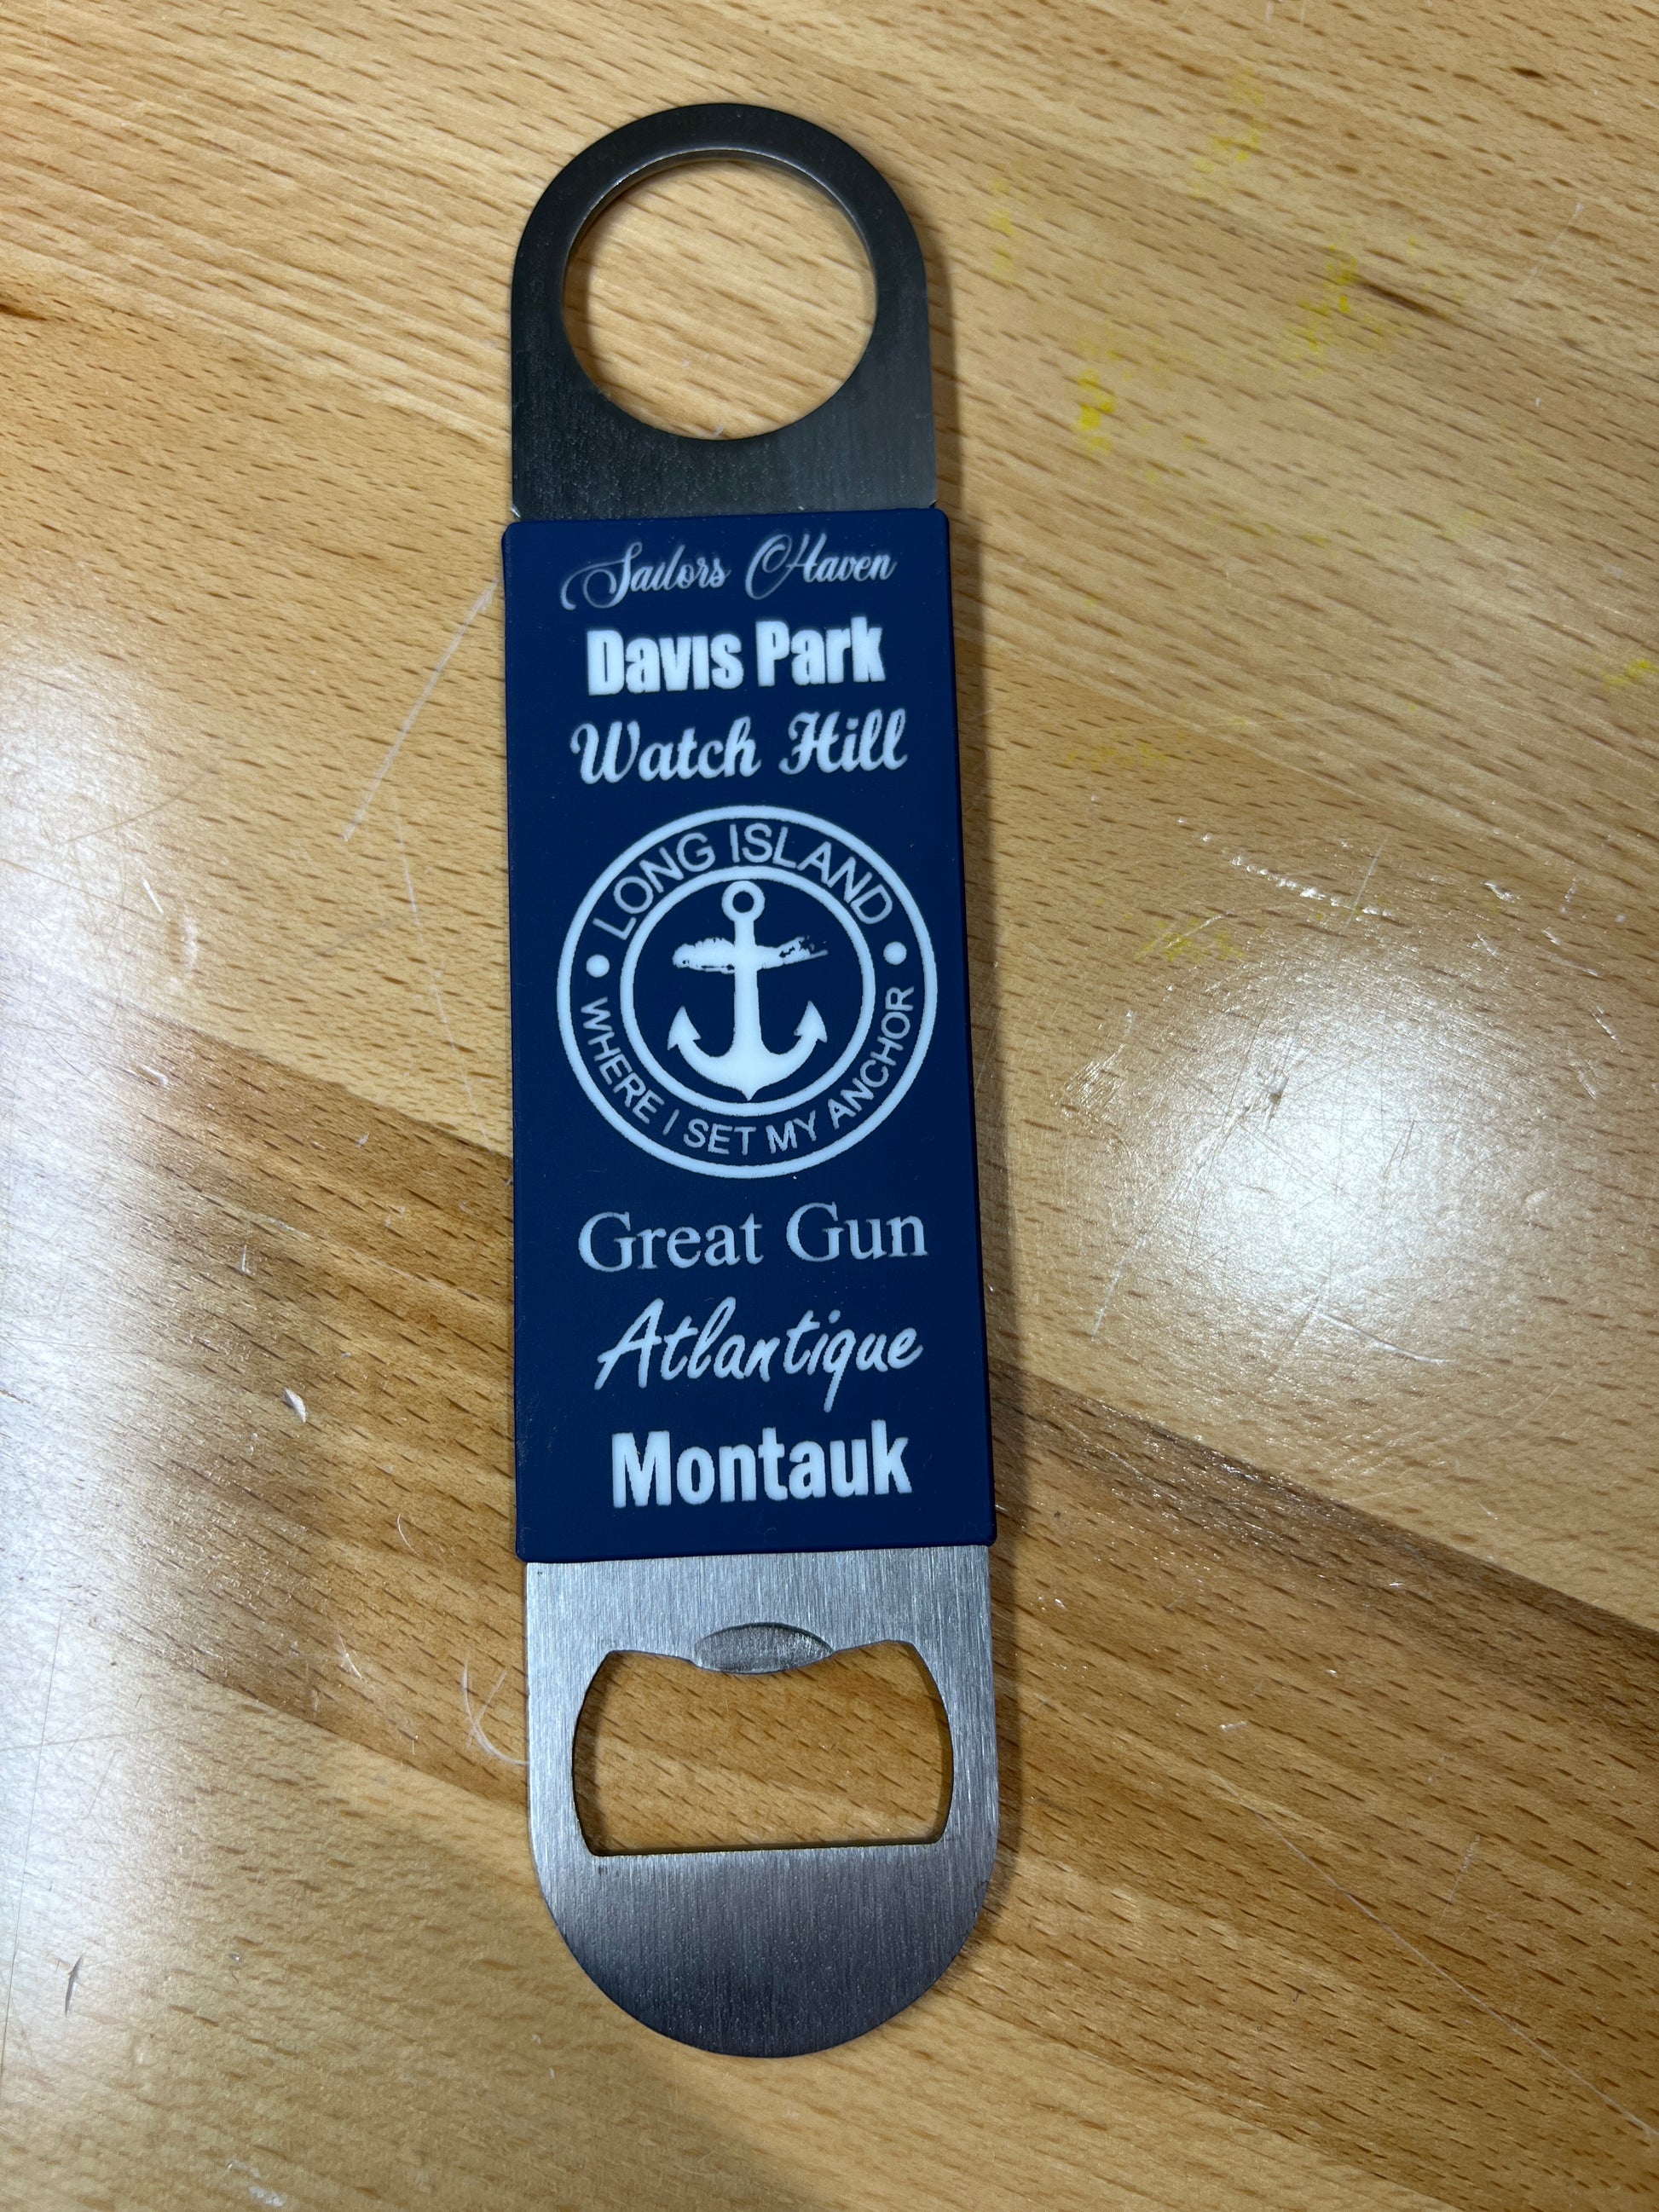 Sailors Haven
Davis Park
Watch Hill
LONG ISLAND
• WHERE I SET MY ANCHOR •
Great Gun
Atlantique
Montauk